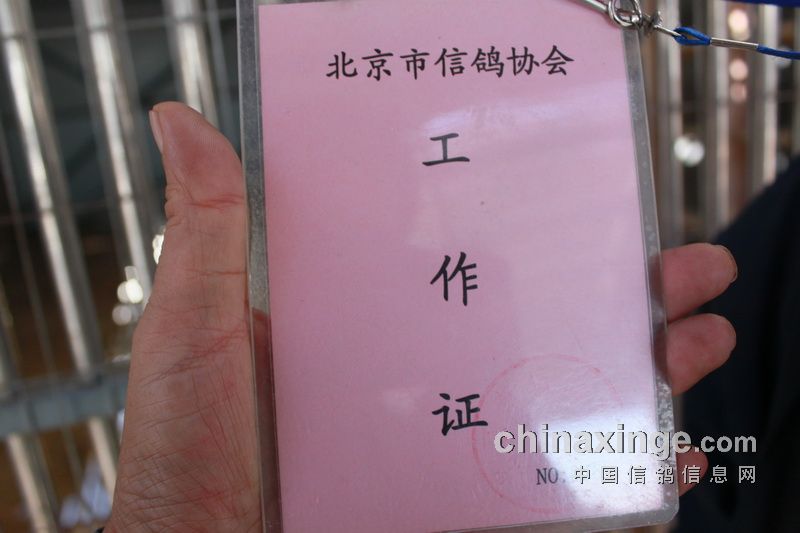 北京市信鸽协会
工
作
证
NO:
chinaxinge.com
中国信鸽信息网